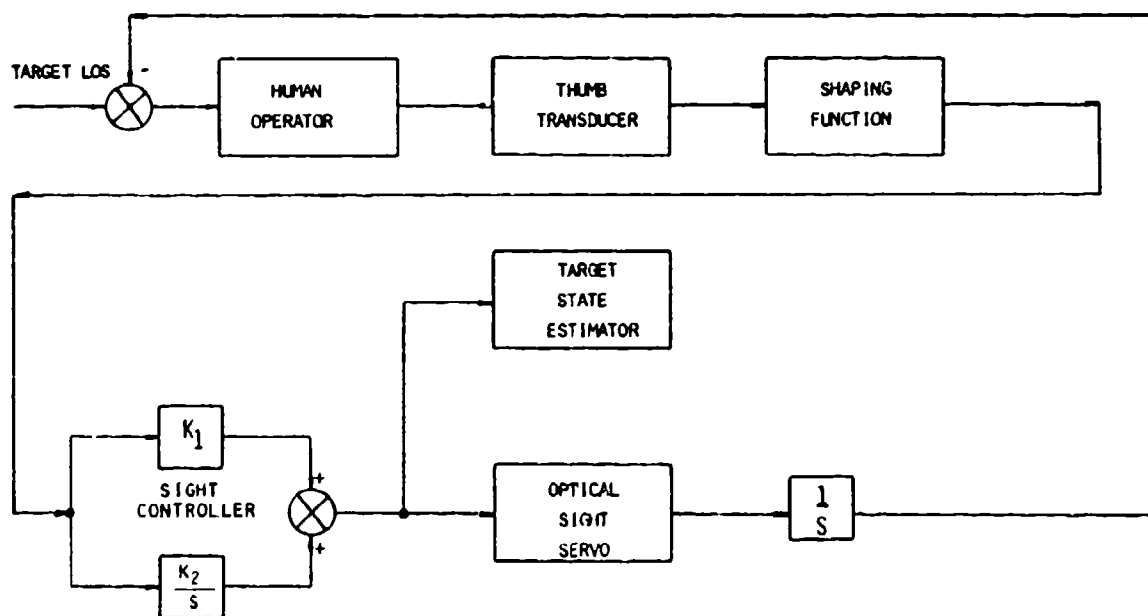 TARGET LOS
-
HUMAN
OPERATOR
THUMB
TRANSDUCER
SHAPING
FUNCTION
TARGET
STATE
ESTIMATOR
K1
+
SIGHT
CONTROLLER
+
K2
S
OPTICAL
SIGHT
SERVO
1
S